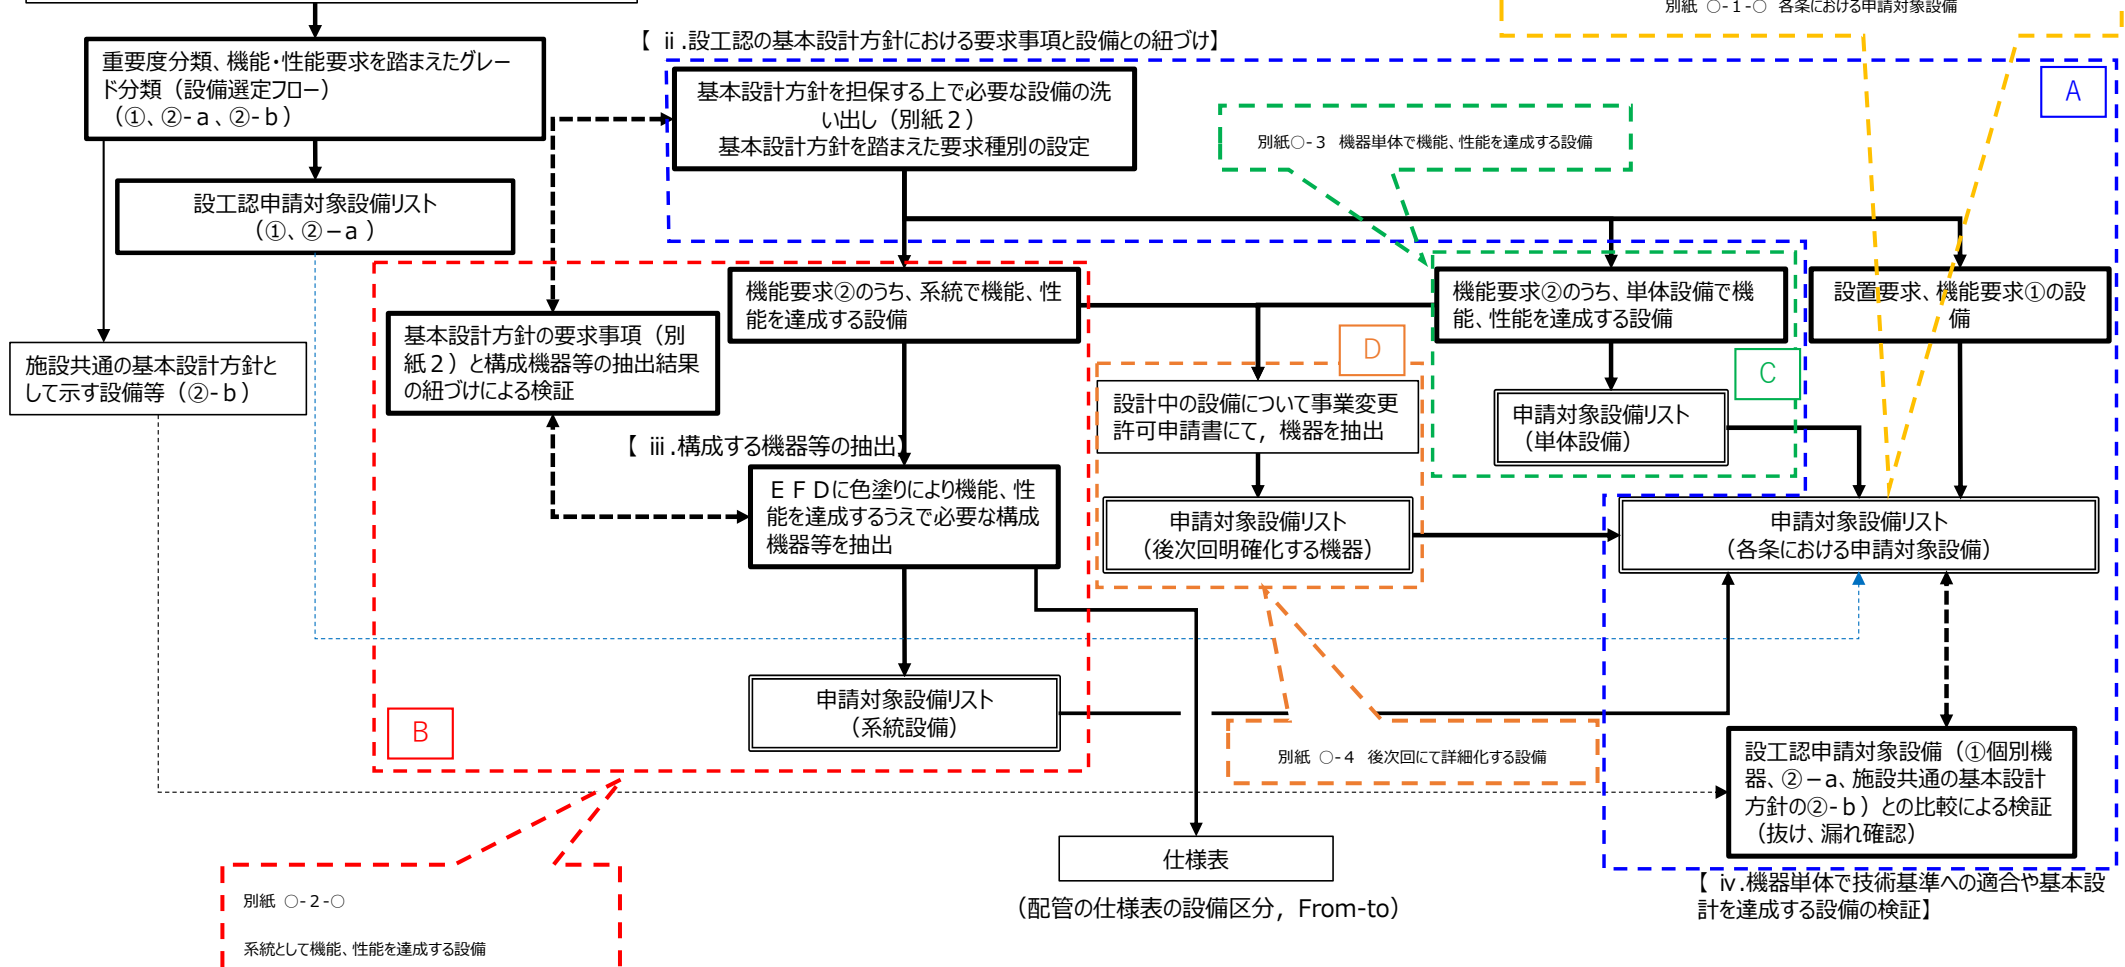 別紙 ○-1-○ 各条における申請対象設備
【 ⅱ.設工認の基本設計方針における要求事項と設備との紐づけ】
重要度分類、機能・性能要求を踏まえたグレー
ド分類（設備選定フロー）
（①、②-a、②-b）
基本設計方針を担保する上で必要な設備の洗
い出し（別紙２）
基本設計方針を踏まえた要求種別の設定
A
別紙○-3 機器単体で機能、性能を達成する設備
設工認申請対象設備リスト
（①、②－a ）
機能要求②のうち、系統で機能、性
能を達成する設備
機能要求②のうち、単体設備で機
能、性能を達成する設備
設置要求、機能要求①の設
備
基本設計方針の要求事項（別
紙２）と構成機器等の抽出結果
の紐づけによる検証
D
C
施設共通の基本設計方針と
して示す設備等（②-b）
設計中の設備について事業変更
許可申請書にて，機器を抽出
申請対象設備リスト
（単体設備）
【 ⅲ.構成する機器等の抽出】
ＥＦＤに色塗りにより機能、性
能を達成するうえで必要な構成
機器等を抽出
申請対象設備リスト
（後次回明確化する機器）
申請対象設備リスト
（各条における申請対象設備）
申請対象設備リスト
（系統設備）
B
別紙 ○-4 後次回にて詳細化する設備
設工認申請対象設備（①個別機
器、②－a、施設共通の基本設計
方針の②-b）との比較による検証
（抜け、漏れ確認）
仕様表
（配管の仕様表の設備区分，From-to）
【 ⅳ.機器単体で技術基準への適合や基本設
計を達成する設備の検証】
別紙 ○-2-○
系統として機能、性能を達成する設備